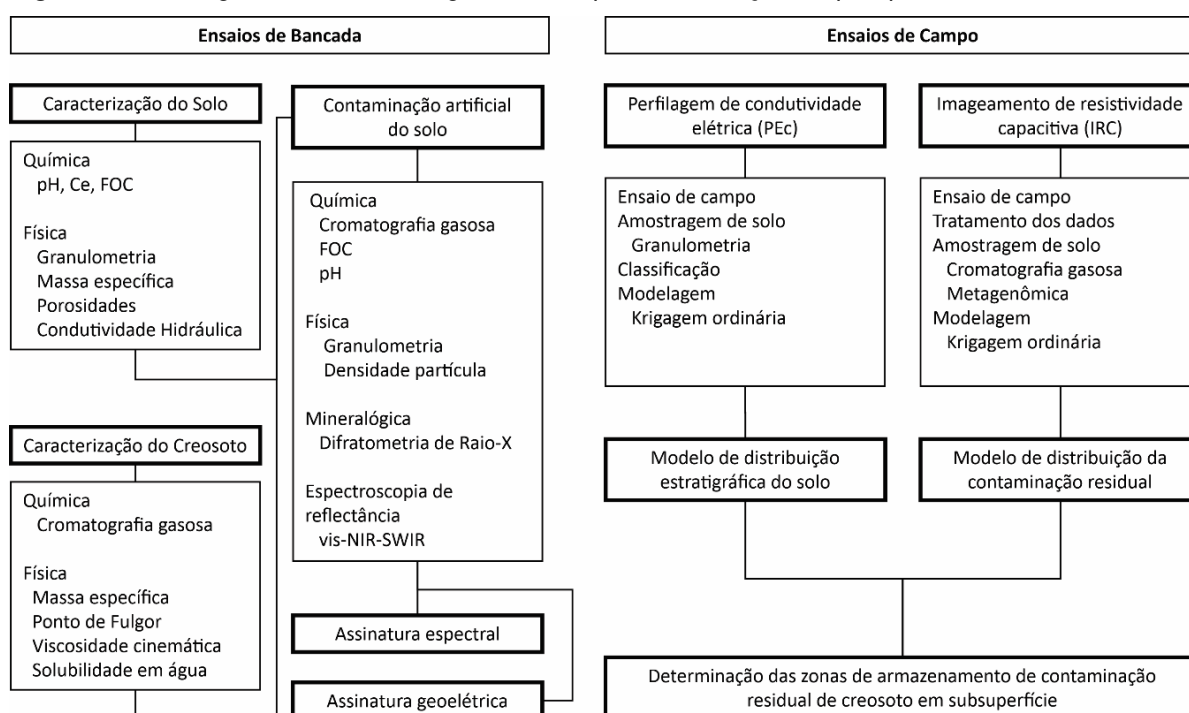 Ensaios de Bancada
Caracterização do Solo
Química
pH, Ce, FOC
Física
Granulometria
Massa específica
Porosidades
Condutividade Hidráulica
Caracterização do Creosoto
Química
Cromatografia gasosa
Física
Massa específica
Ponto de Fulgor
Viscosidade cinemática
Solubilidade em água
Contaminação artificial
do solo
Química
Cromatografia gasosa
FOC
pH
Física
Granulometria
Densidade partícula
Mineralógica
Difratometria de Raio-X
Espectroscopia de
reflectância
vis-NIR-SWIR
Assinatura espectral
Assinatura geoelétrica
Ensaios de Campo
Perfilagem de condutividade
elétrica (PEc)
Ensaio de campo
Amostragem de solo
Granulometria
Classificação
Modelagem
Krigagem ordinária
Modelo de distribuição
estratigráfica do solo
Imageamento de resistividade
capacitiva (IRC)
Ensaio de campo
Tratamento dos dados
Amostragem de solo
Cromatografia gasosa
Metagenômica
Modelagem
Krigagem ordinária
Modelo de distribuição da
contaminação residual
Determinação das zonas de armazenamento de contaminação
residual de creosoto em subsuperfície